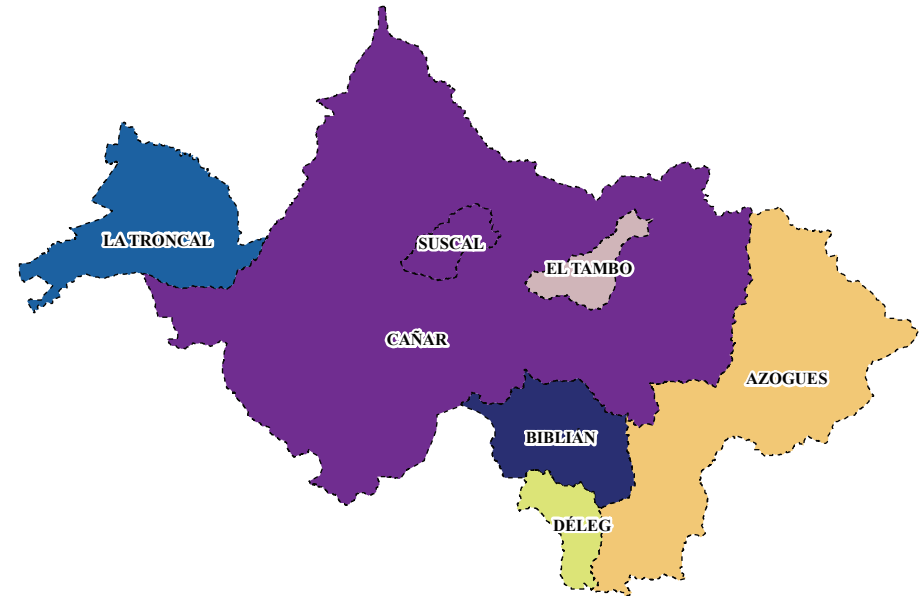 LA TRONCAL
SUSCAL
EL TAMBO
CAÑAR
AZOGUES
BIBLIAN
DÉLEG